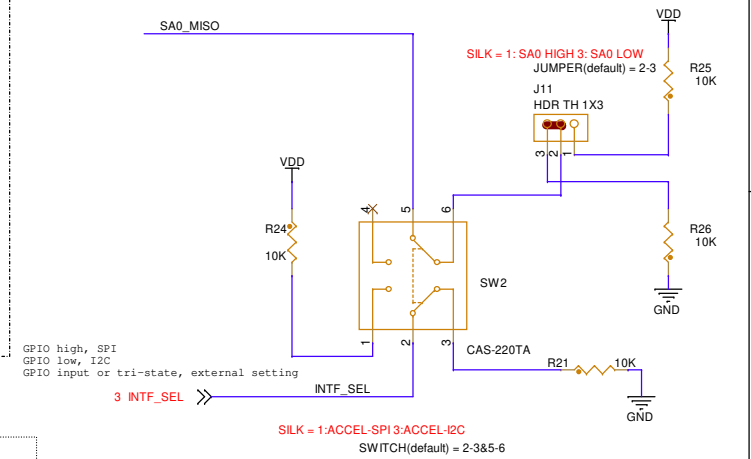 SA0_MISO
VDD
SILK = 1: SA0 HIGH 3: SA0 LOW
JUMPER(default) = 2-3
R25
10K
J11
HDR TH 1X3
3
2
1
VDD
4
5
6
R24
10K
R26
10K
SW2
GND
1
2
3
CAS-220TA
GPIO high, SPI
GPIO low, I2C
GPIO input or tri-state, external setting
R21
10K
3 INTF_SEL
INTF_SEL
GND
SILK = 1:ACCEL-SPI 3:ACCEL-I2C
SWITCH(default) = 2-3&5-6